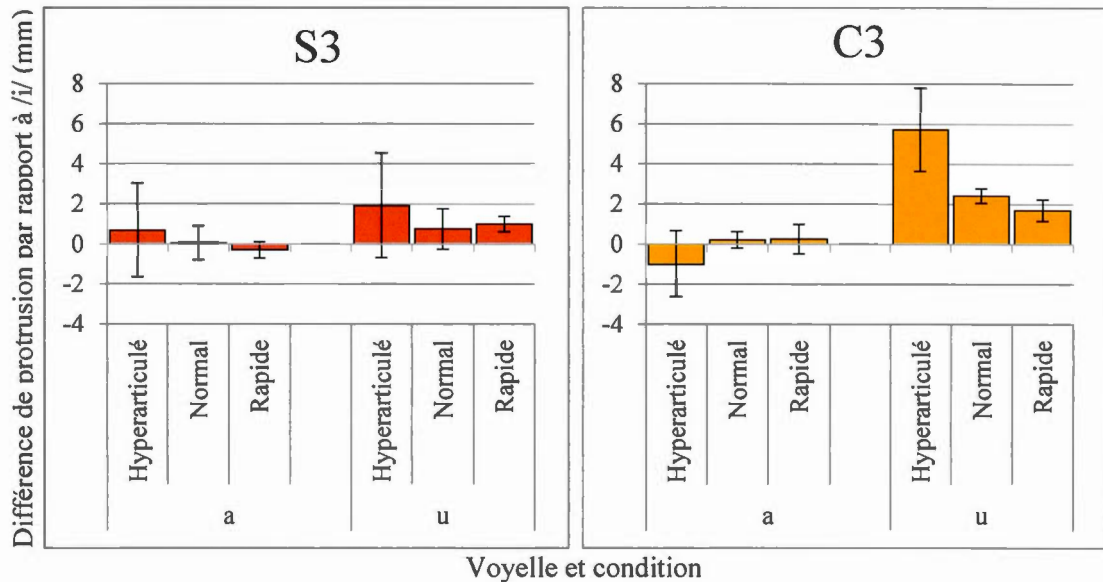 Différence de protrusion par rapport à /i/ (mm)
S3
8
6
4
2
0
-2
-4
Hyperarticulé
Normal
Rapide
Hyperarticulé
Normal
Rapide
a
u
C3
8
6
4
2
0
-2
-4
Hyperarticulé
Normal
Rapide
Hyperarticulé
Normal
Rapide
a
u
Voyelle et condition